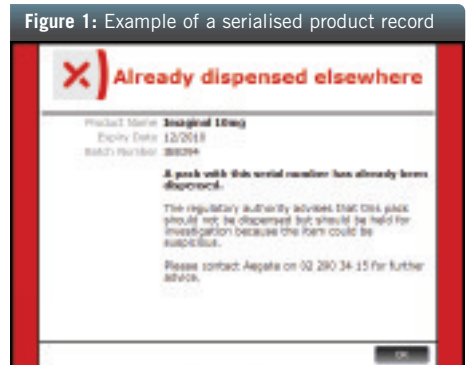 Figure 1: Example of a serialised product record
Already dispensed elsewhere
Product Name Imaginol 10mg
Expiry Date 12/2010
Batch Number
A pack with this serial number has already been
dispensed.
The regulatory authority advises that this pack
should not be dispensed but should be held for
investigation because the item could be
suspicious.
Please contact Aegate on 02 290 34 15 for further
advice.
OK